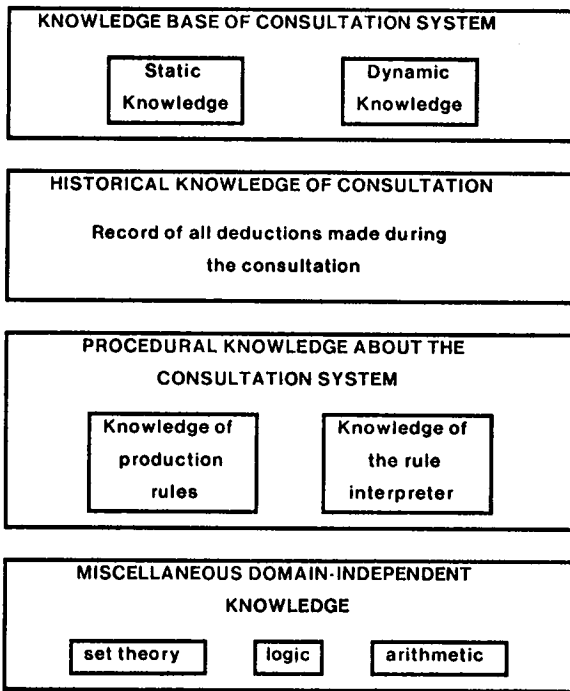 KNOWLEDGE BASE OF CONSULTATION SYSTEM
Static
Knowledge
Dynamic
Knowledge
HISTORICAL KNOWLEDGE OF CONSULTATION
Record of all deductions made during
the consultation
PROCEDURAL KNOWLEDGE ABOUT THE
CONSULTATION SYSTEM
Knowledge of
production
rules
Knowledge of
the rule
interpreter
MISCELLANEOUS DOMAIN-INDEPENDENT
KNOWLEDGE
set theory
logic
arithmetic